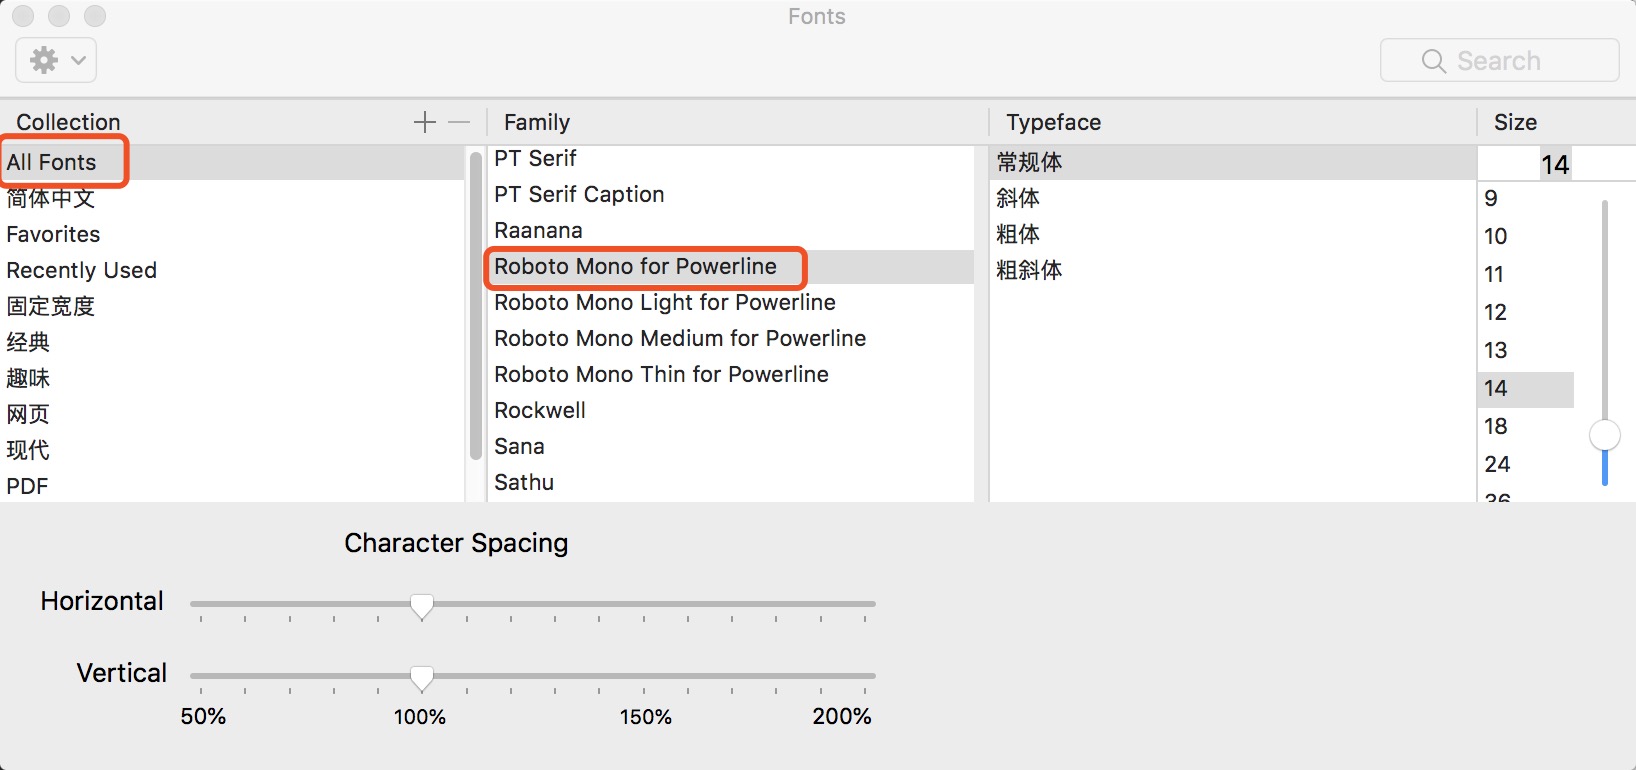 Fonts
Search
Collection
Family
Typeface
Size
All Fonts
简体中文
Favorites
Recently Used
固定宽度
经典
趣味
网页
现代
PDF
PT Serif
PT Serif Caption
Raanana
Roboto Mono for Powerline
Roboto Mono Light for Powerline
Roboto Mono Medium for Powerline
Roboto Mono Thin for Powerline
Rockwell
Sana
Sathu
常规体
斜体
粗体
粗斜体
14
9
10
11
12
13
14
18
24
36
Character Spacing
Horizontal
Vertical
50% 100% 150% 200%